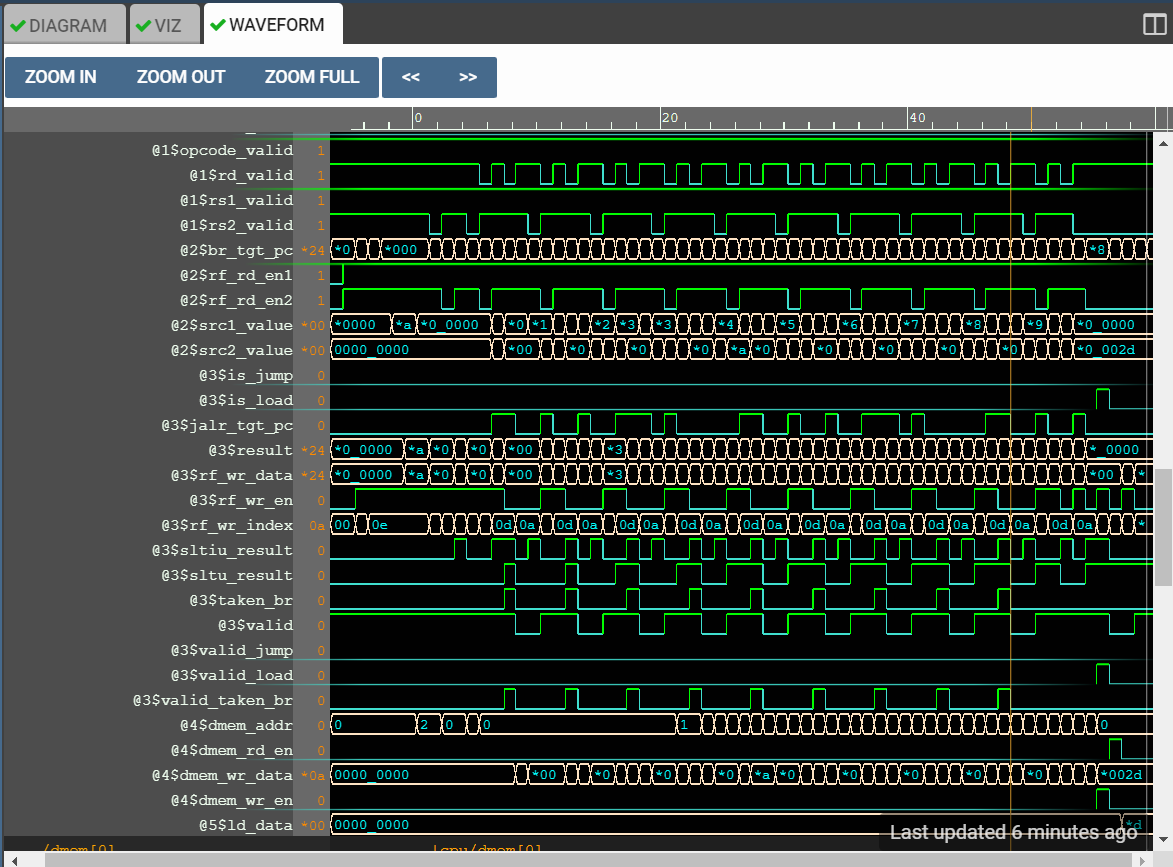 DIAGRAM VIZ WAVEFORM
ZOOM IN ZOOM OUT ZOOM FULL << >>
0 20 40
@1$opcode_valid 1
@1$rd_valid 1
@1$rs1_valid 1
@1$rs2_valid 1
@2$br_tgt_pc *24 *0 *000 *8
@2$rf_rd_en1 1
@2$rf_rd_en2 1
@2$src1_value *00 *0000 *a *0_0000 *0 *1 *2 *3 *3 *4 *5 *6 *7 *8 *9 *0_0000
@2$src2_value *00 0000_0000 *00 *0 *0 *0 *a *0 *0 *0 *0 *0 *0_002d
@3$is_jump 0
@3$is_load 0
@3$jalr_tgt_pc 0
@3$result *24 *0_0000 *a *0 *0 *00 *3 *_0000
@3$rf_wr_data *24 *0_0000 *a *0 *0 *00 *3 *00 *
@3$rf_wr_en 0
@3$rf_wr_index 0a 00 0e 0d 0a 0d 0a 0d 0a 0d 0a 0d 0a 0d 0a 0d 0a 0d 0a 0d 0a 0d 0a *
@3$sltiu_result 0
@3$sltu_result 0
@3$taken_br 0
@3$valid 0
@3$valid_jump 0
@3$valid_load 0
@3$valid_taken_br 0
@4$dmem_addr 0 0 2 0 0 1 0
@4$dmem_rd_en 0
@4$dmem_wr_data *0a 0000_0000 *00 *0 *0 *0 *a *0 *0 *0 *0 *0 *002d
@4$dmem_wr_en 0
@5$ld_data *00 0000_0000 *d
Last updated 6 minutes ago
/dmem[0] |cpu/dmem[0]